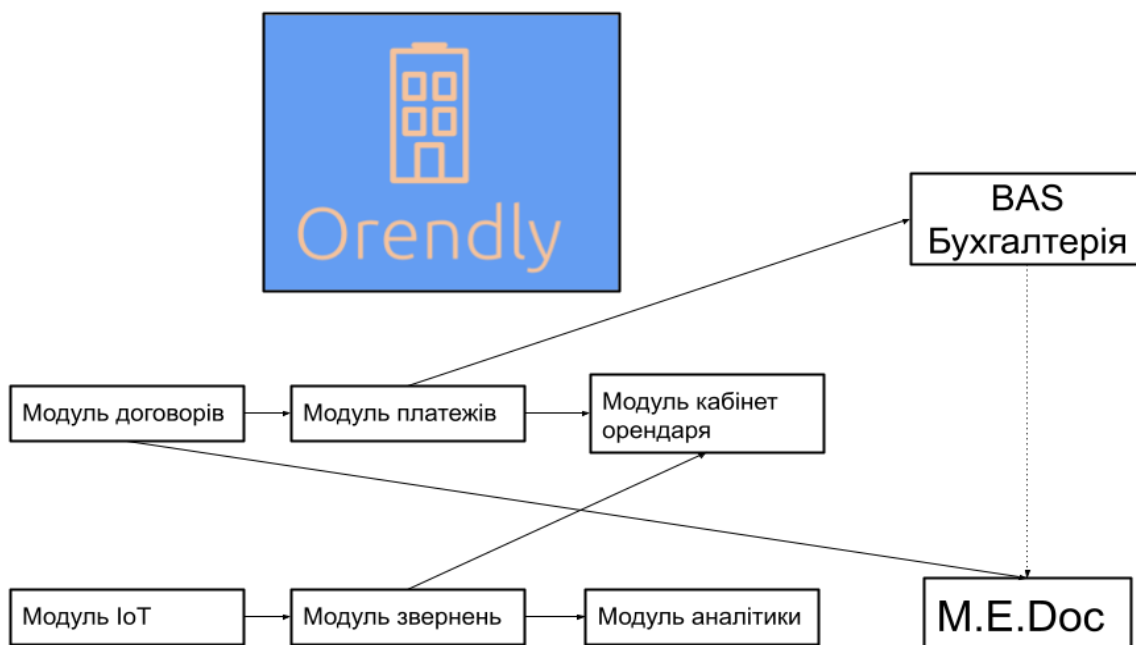 Orendly
BAS
Бухгалтерія
Модуль договорів
Модуль платежів
Модуль кабінет
орендаря
Модуль IoT
Модуль звернень
Модуль аналітики
M.E.Doc